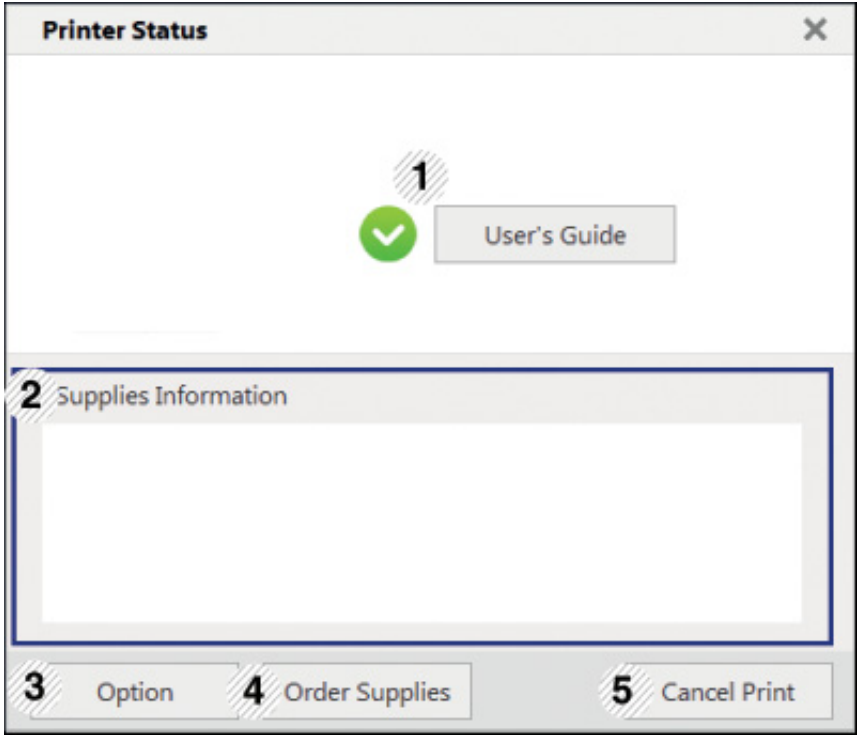 Printer Status
1
User's Guide
2 Supplies Information
3 Option 4 Order Supplies 5 Cancel Print